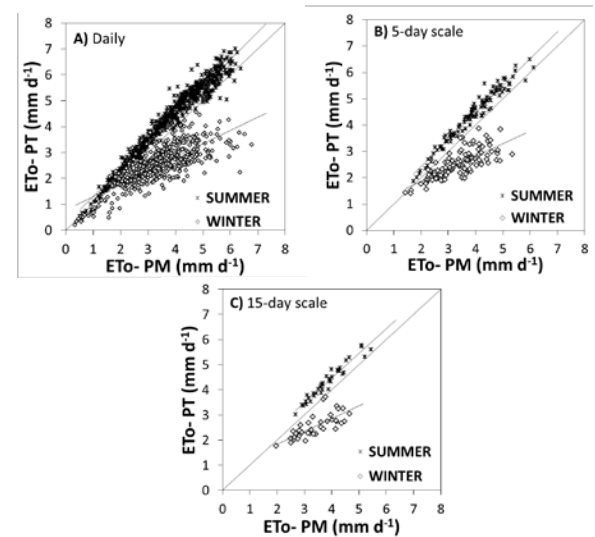 A) Daily
ETo- PT (mm d⁻¹)
8
7
6
5
4
3
2
1
0
0 1 2 3 4 5 6 7 8
SUMMER
WINTER
ETo- PM (mm d⁻¹)
B) 5-day scale
ETo- PT (mm d⁻¹)
8
7
6
5
4
3
2
1
0
0 1 2 3 4 5 6 7 8
SUMMER
WINTER
ETo- PM (mm d⁻¹)
C) 15-day scale
ETo- PT (mm d⁻¹)
8
7
6
5
4
3
2
1
0
0 1 2 3 4 5 6 7 8
SUMMER
WINTER
ETo- PM (mm d⁻¹)